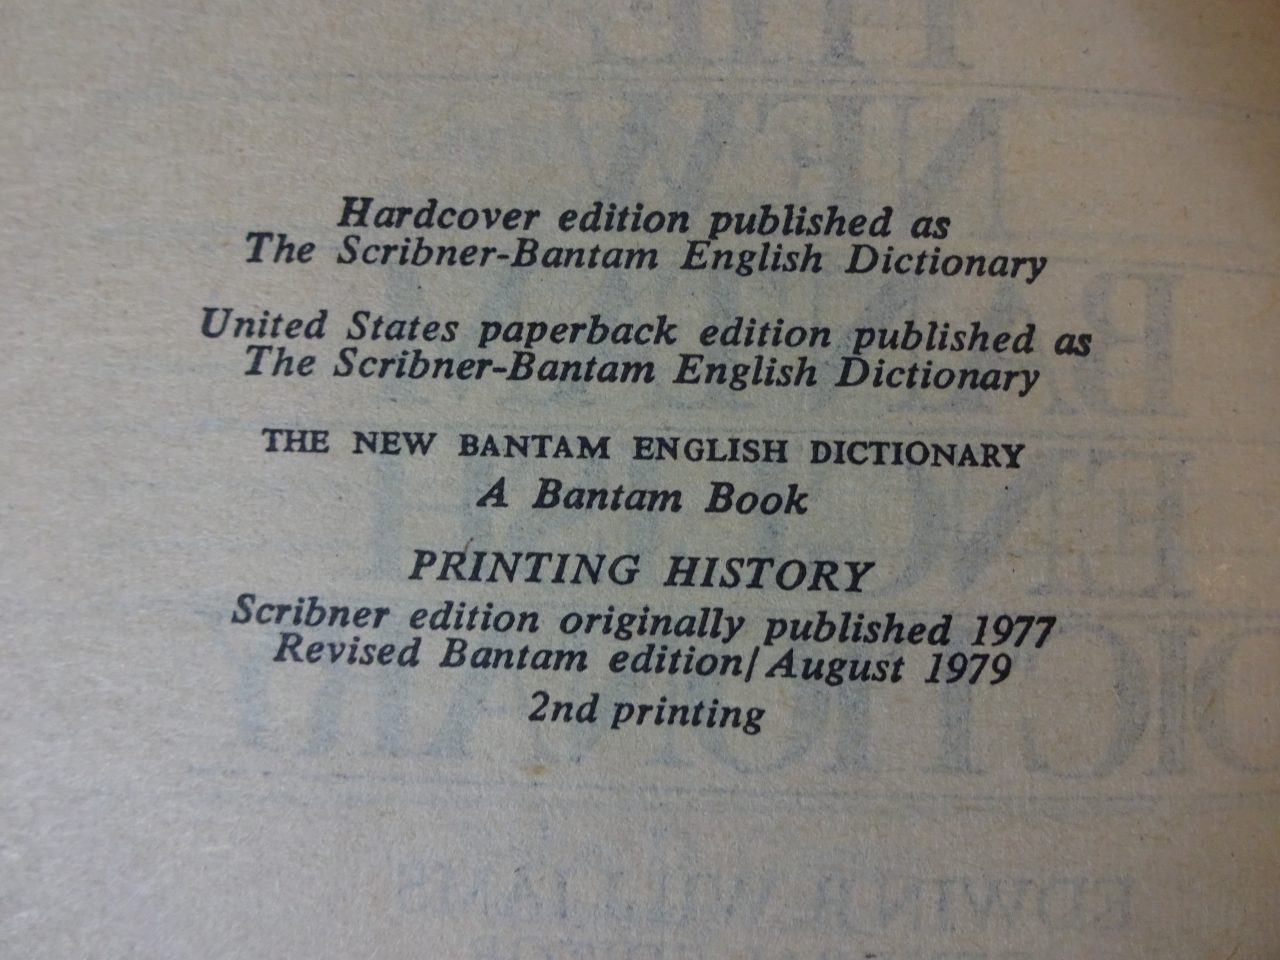 Hardcover edition published as
The Scribner-Bantam English Dictionary
United States paperback edition published as
The Scribner-Bantam English Dictionary
THE NEW BANTAM ENGLISH DICTIONARY
A Bantam Book
PRINTING HISTORY
Scribner edition originally published 1977
Revised Bantam edition/August 1979
2nd printing